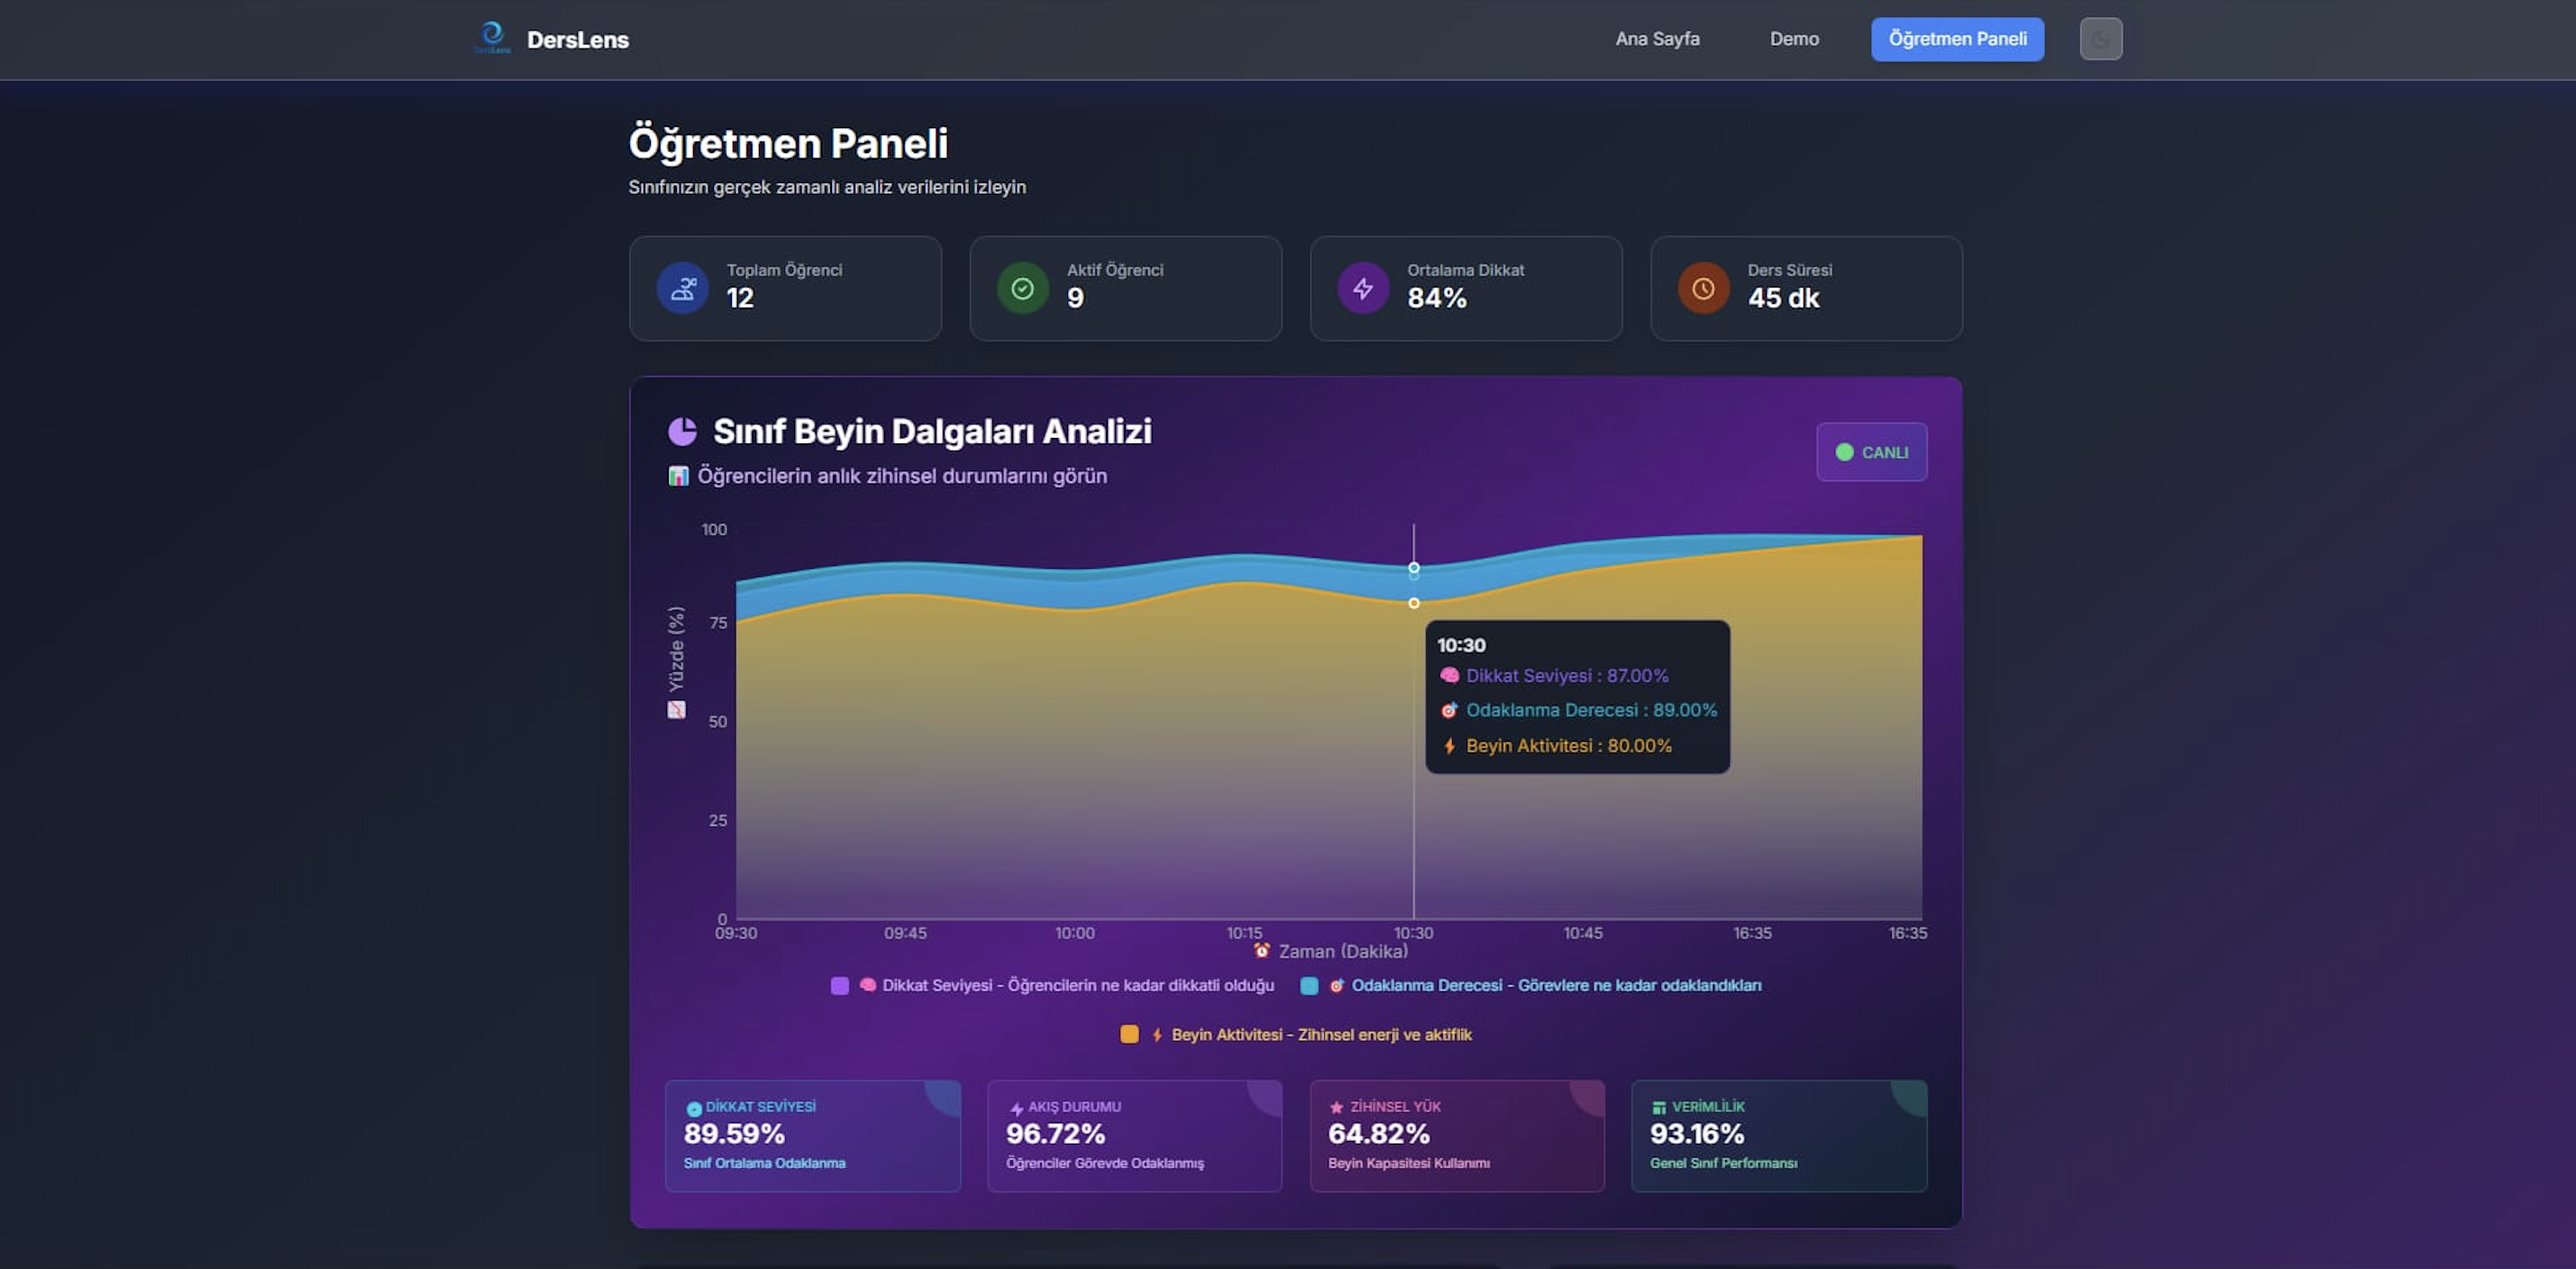 DersLens
Ana Sayfa
Demo
Öğretmen Paneli
Öğretmen Paneli
Sınıfınızın gerçek zamanlı analiz verilerini izleyin
Toplam Öğrenci
12
Aktif Öğrenci
9
Ortalama Dikkat
84%
Ders Süresi
45 dk
Sınıf Beyin Dalgaları Analizi
Öğrencilerin anlık zihinsel durumlarını görün
CANLI
100
75
50
25
0
Yüzde (%)
10:30
Dikkat Seviyesi : 87.00%
Odaklanma Derecesi : 89.00%
Beyin Aktivitesi : 80.00%
09:30 09:45 10:00 10:15 10:30 10:45 16:35 16:35
Zaman (Dakika)
Dikkat Seviyesi - Öğrencilerin ne kadar dikkatli olduğu
Odaklanma Derecesi - Görevlere ne kadar odaklandıkları
Beyin Aktivitesi - Zihinsel enerji ve aktiflik
DİKKAT SEVİYESİ
89.59%
Sınıf Ortalama Odaklanma
AKIŞ DURUMU
96.72%
Öğrenciler Görevde Odaklanmış
ZİHİNSEL YÜK
64.82%
Beyin Kapasitesi Kullanımı
VERİMLİLİK
93.16%
Genel Sınıf Performansı